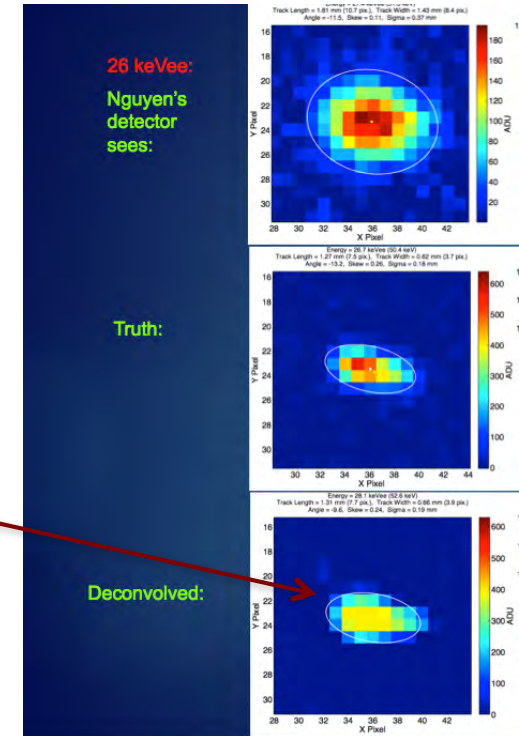 26 keVee:
Nguyen's
detector
sees:
Track Length = 1.81 mm (10.7 pix.), Track Width = 1.43 mm (8.4 pix.)
Angle = -11.5, Skew = 0.11, Sigma = 0.37 mm
16
18
20
22
24
26
28
30
Y Pixel
28 30 32 34 36 38 40 42
X Pixel
180
160
140
120
100
80
60
40
20
ADU
Truth:
Energy = 26.7 keVee (50.4 keV)
Track Length = 1.27 mm (7.5 pix.), Track Width = 0.62 mm (3.7 pix.)
Angle = -13.2, Skew = 0.26, Sigma = 0.18 mm
16
18
20
22
24
26
28
30
Y Pixel
30 32 34 36 38 40 42 44
X Pixel
600
500
400
300
200
100
0
ADU
Deconvolved:
Energy = 28.1 keVee (52.6 keV)
Track Length = 1.31 mm (7.7 pix.), Track Width = 0.66 mm (3.9 pix.)
Angle = -9.6, Skew = 0.24, Sigma = 0.19 mm
16
18
20
22
24
26
28
30
Y Pixel
28 30 32 34 36 38 40 42
X Pixel
600
500
400
300
200
100
0
ADU